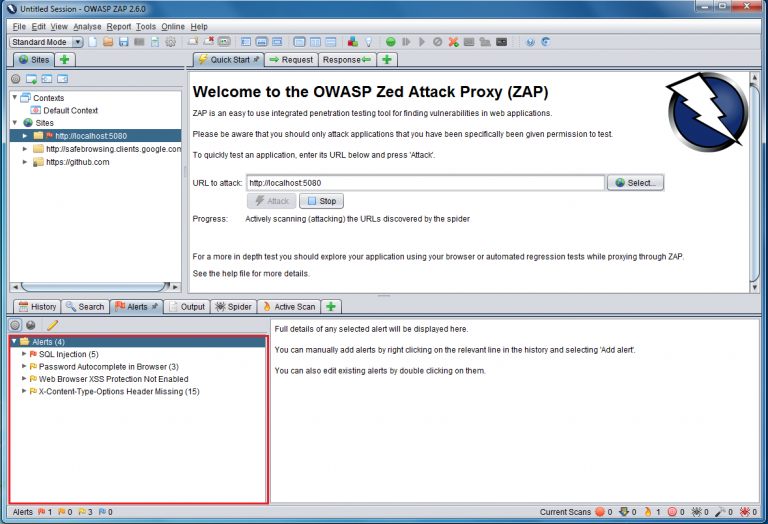 Untitled Session - OWASP ZAP 2.6.0
File Edit View Analyse Report Tools Online Help
Standard Mode
Sites
Quick Start Request Response
Contexts
Default Context
Sites
http://localhost:5080
http://safebrowsing.clients.google.com
https://github.com
Welcome to the OWASP Zed Attack Proxy (ZAP)
ZAP is an easy to use integrated penetration testing tool for finding vulnerabilities in web applications.
Please be aware that you should only attack applications that you have been specifically been given permission to test.
To quickly test an application, enter its URL below and press 'Attack'.
URL to attack: http://localhost:5080 Select...
Attack Stop
Progress: Actively scanning (attacking) the URLs discovered by the spider
For a more in depth test you should explore your application using your browser or automated regression tests while proxying through ZAP.
See the help file for more details.
History Search Alerts Output Spider Active Scan
Alerts (4)
SQL Injection (5)
Password Autocomplete in Browser (3)
Web Browser XSS Protection Not Enabled
X-Content-Type-Options Header Missing (15)
Full details of any selected alert will be displayed here.
You can manually add alerts by right clicking on the relevant line in the history and selecting 'Add alert'.
You can also edit existing alerts by double clicking on them.
Alerts 1 0 3 0 Current Scans 0 0 1 0 0 0 0